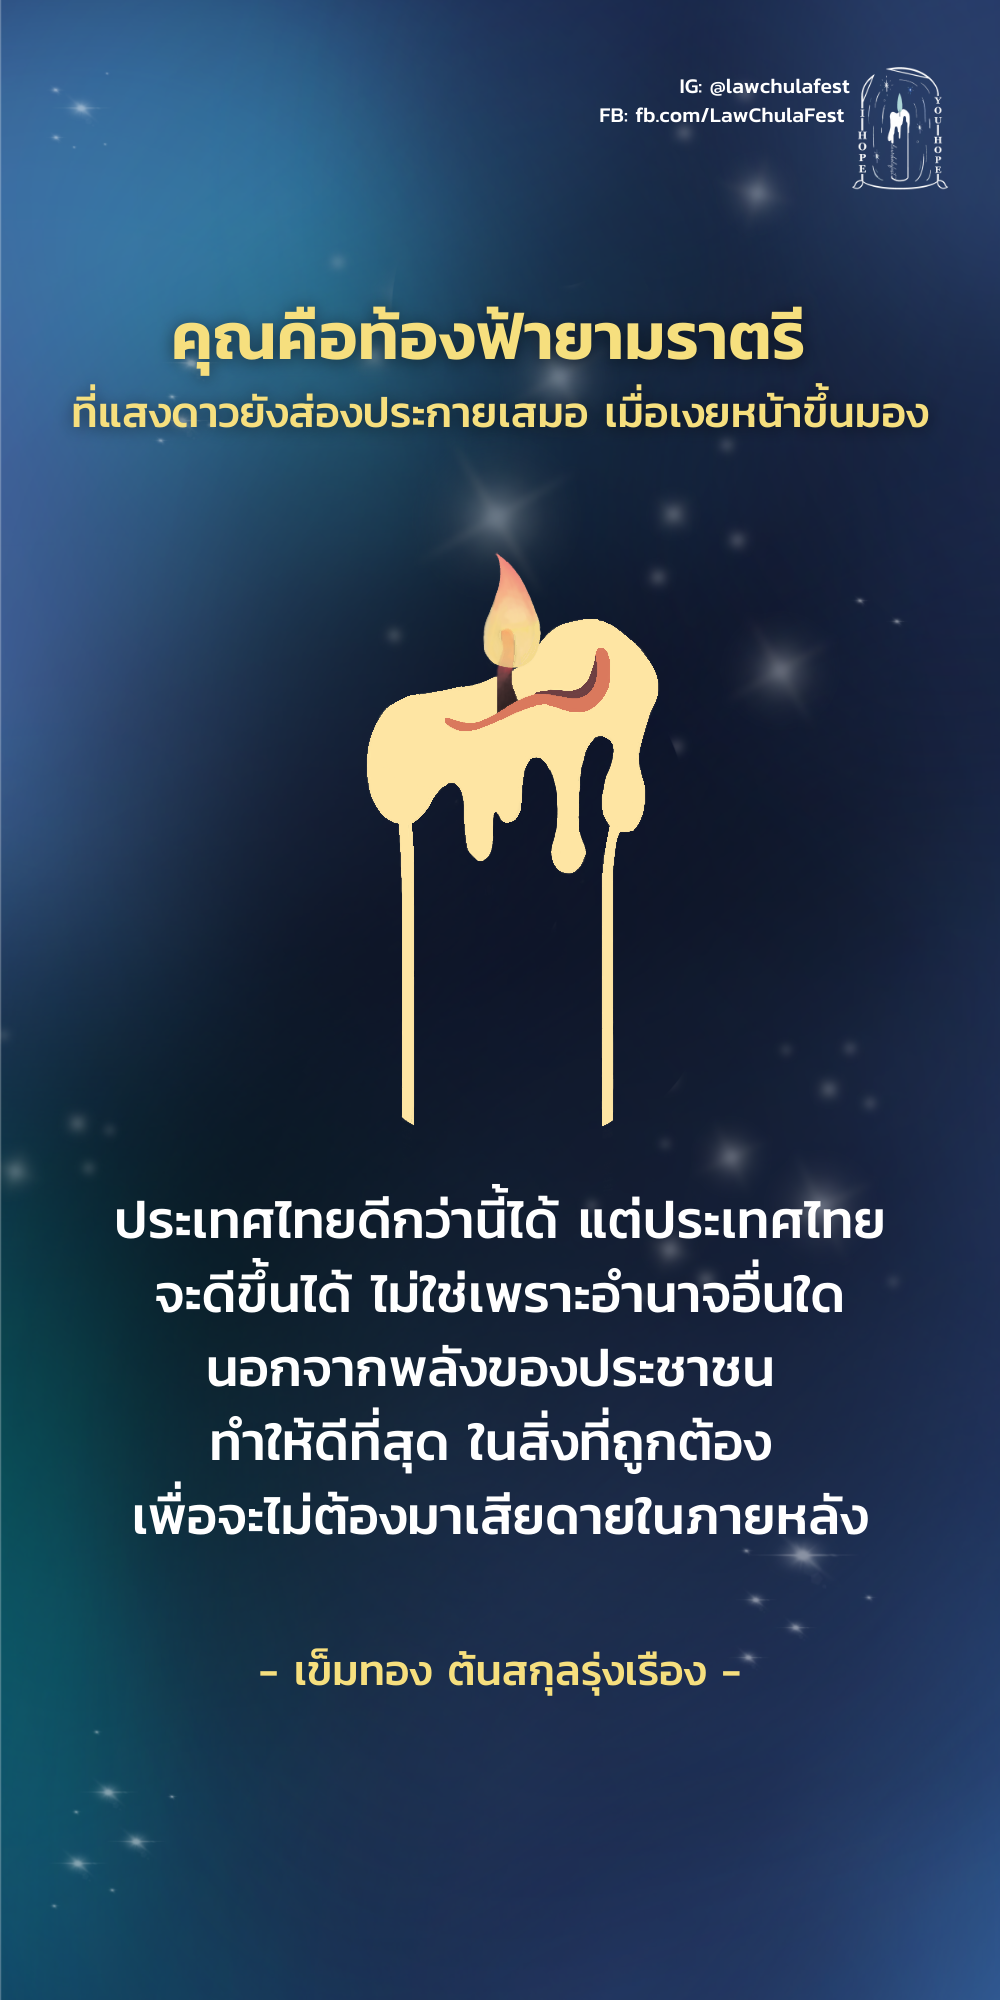 IG: @lawchulafest
FB: fb.com/LawChulaFest
I HOPE
YOU HOPE
คุณคือท้องฟ้ายามราตรี
ที่แสงดาวยังส่องประกายเสมอ เมื่อเงยหน้าขึ้นมอง
ประเทศไทยดีกว่านี้ได้ แต่ประเทศไทย
จะดีขึ้นได้ ไม่ใช่เพราะอำนาจอื่นใด
นอกจากพลังของประชาชน
ทำให้ดีที่สุด ในสิ่งที่ถูกต้อง
เพื่อจะไม่ต้องมาเสียดายในภายหลัง
- เข็มทอง ต้นสกุลรุ่งเรือง -